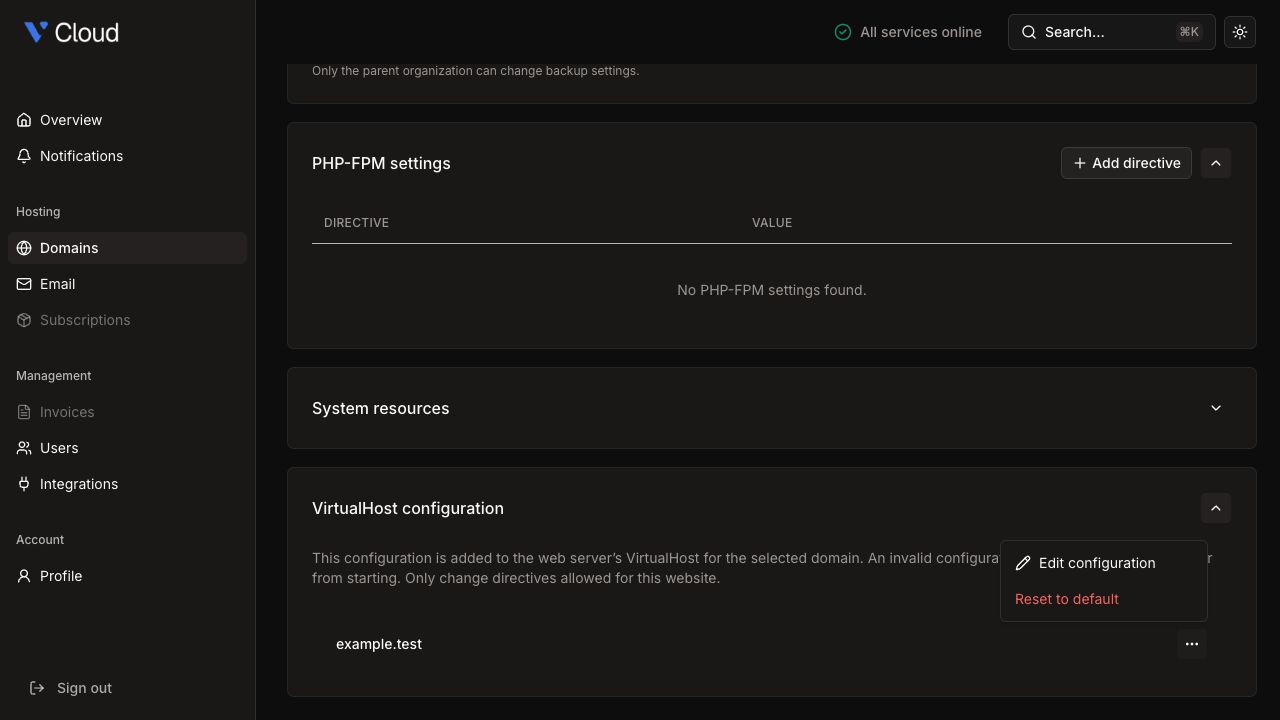 Cloud
All services online
Search...
⌘K
Overview
Notifications
Hosting
Domains
Email
Subscriptions
Management
Invoices
Users
Integrations
Account
Profile
Sign out
Only the parent organization can change backup settings.
PHP-FPM settings
Add directive
DIRECTIVE
VALUE
No PHP-FPM settings found.
System resources
VirtualHost configuration
This configuration is added to the web server’s VirtualHost for the selected domain. An invalid
from starting. Only change directives allowed for this website.
Edit configuration
Reset to default
example.test